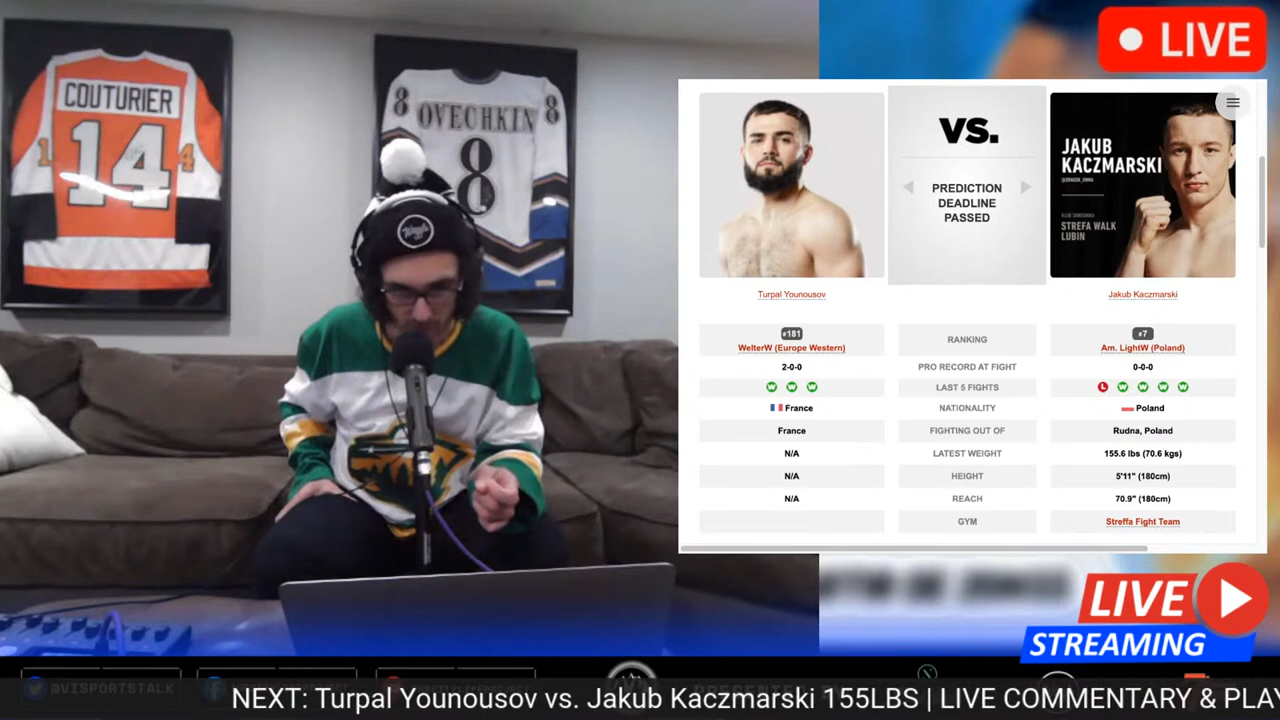 COUTURIER
14
1
4
8
OVECHKIN
8
8
LIVE
VS.
PREDICTION
DEADLINE
PASSED
JAKUB
KACZMARSKI
STREFA WALK
LUBIN
Turpal Younousov
Jakub Kaczmarski
#181
WelterW (Europe Western)
RANKING
#7
Am. LightW (Poland)
2-0-0
PRO RECORD AT FIGHT
0-0-0
W W W
LAST 5 FIGHTS
L W W W W
France
NATIONALITY
Poland
France
FIGHTING OUT OF
Rudna, Poland
N/A
LATEST WEIGHT
155.6 lbs (70.6 kgs)
N/A
HEIGHT
5'11" (180cm)
N/A
REACH
70.9" (180cm)
GYM
Streffa Fight Team
LIVE
STREAMING
@VISPORTSTALK
NEXT: Turpal Younousov vs. Jakub Kaczmarski 155LBS | LIVE COMMENTARY & PLAY